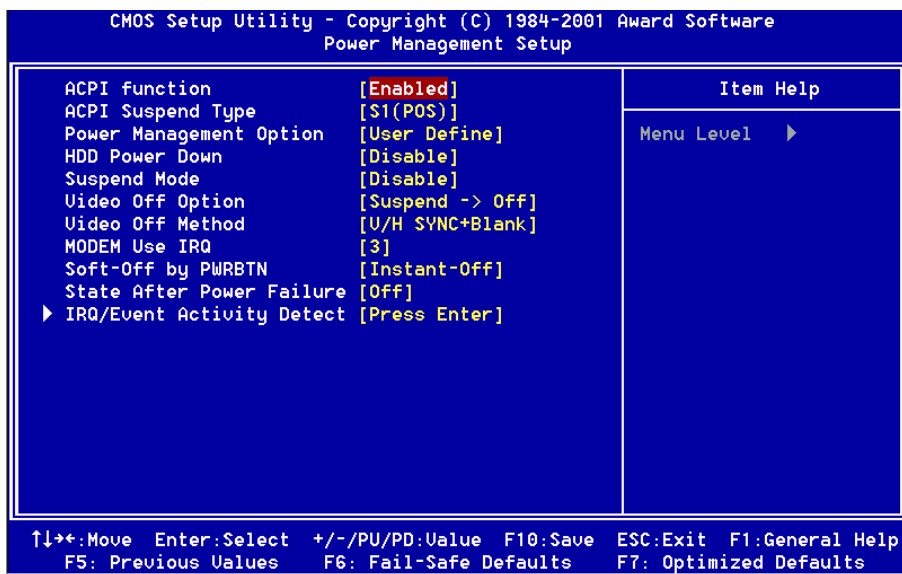 CMOS Setup Utility - Copyright (C) 1984-2001 Award Software
Power Management Setup
ACPI function [Enabled]
ACPI Suspend Type [S1(POS)]
Power Management Option [User Define]
HDD Power Down [Disable]
Suspend Mode [Disable]
Video Off Option [Suspend -> Off]
Video Off Method [V/H SYNC+Blank]
MODEM Use IRQ [3]
Soft-Off by PWRBTN [Instant-Off]
State After Power Failure [Off]
IRQ/Event Activity Detect [Press Enter]
Item Help
Menu Level
↑↓→←:Move Enter:Select +/-/PU/PD:Value F10:Save ESC:Exit F1:General Help
F5: Previous Values F6: Fail-Safe Defaults F7: Optimized Defaults